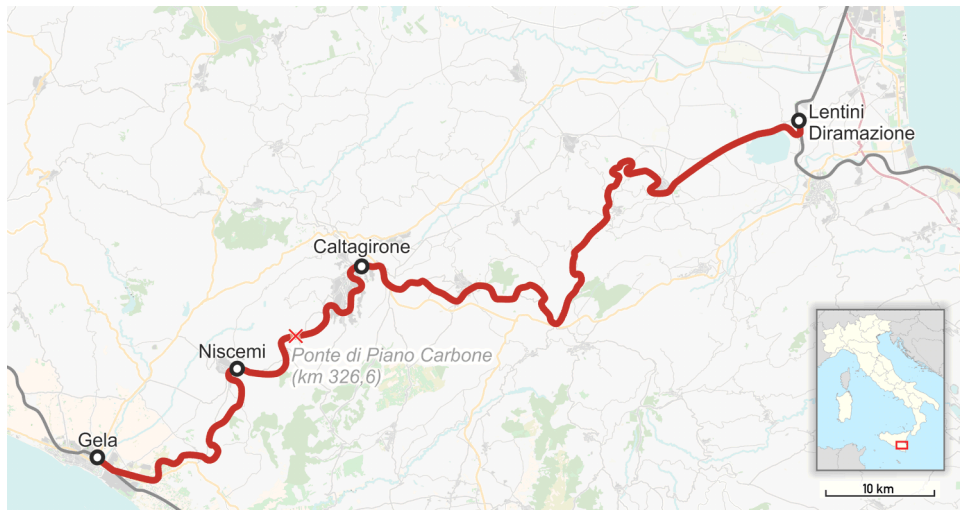 Lentini
Diramazione
Caltagirone
Niscemi
Ponte di Piano Carbone
(km 326,6)
Gela
10 km